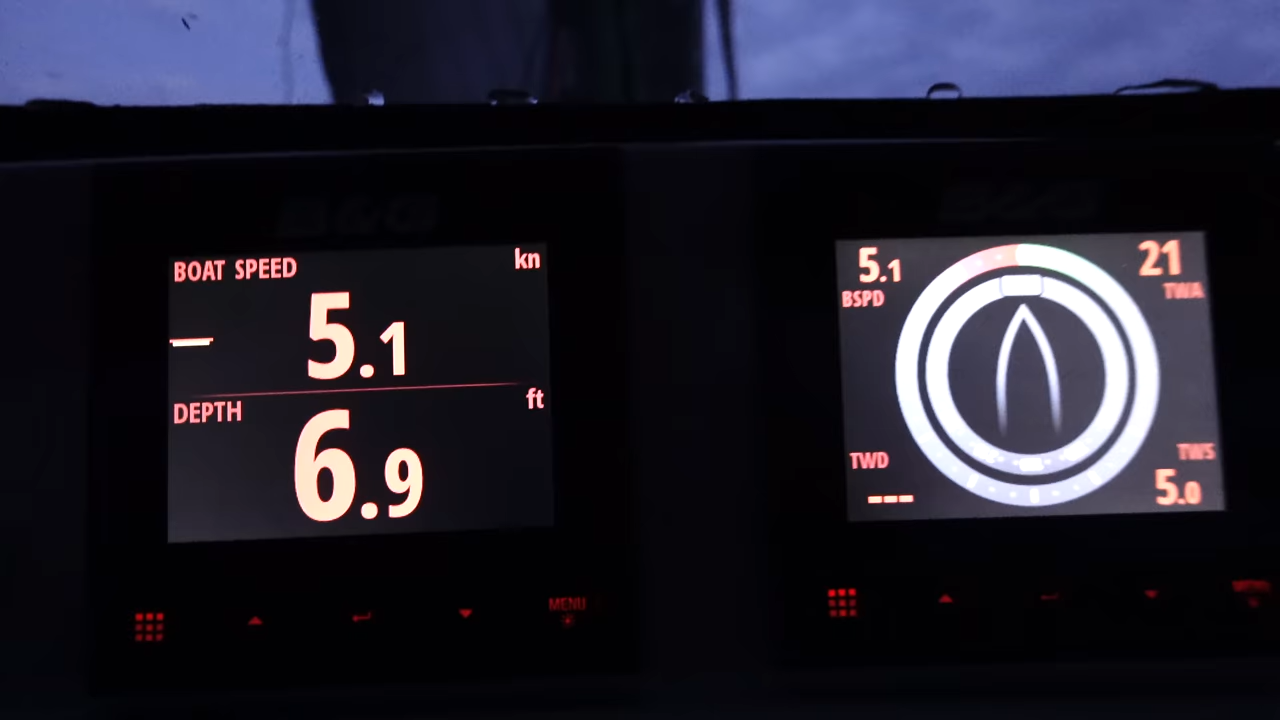 BOAT SPEED kn
5.1
DEPTH ft
6.9
MENU
5.1 21
BSPD TWA
TWD TWS
--- 5.0
MENU